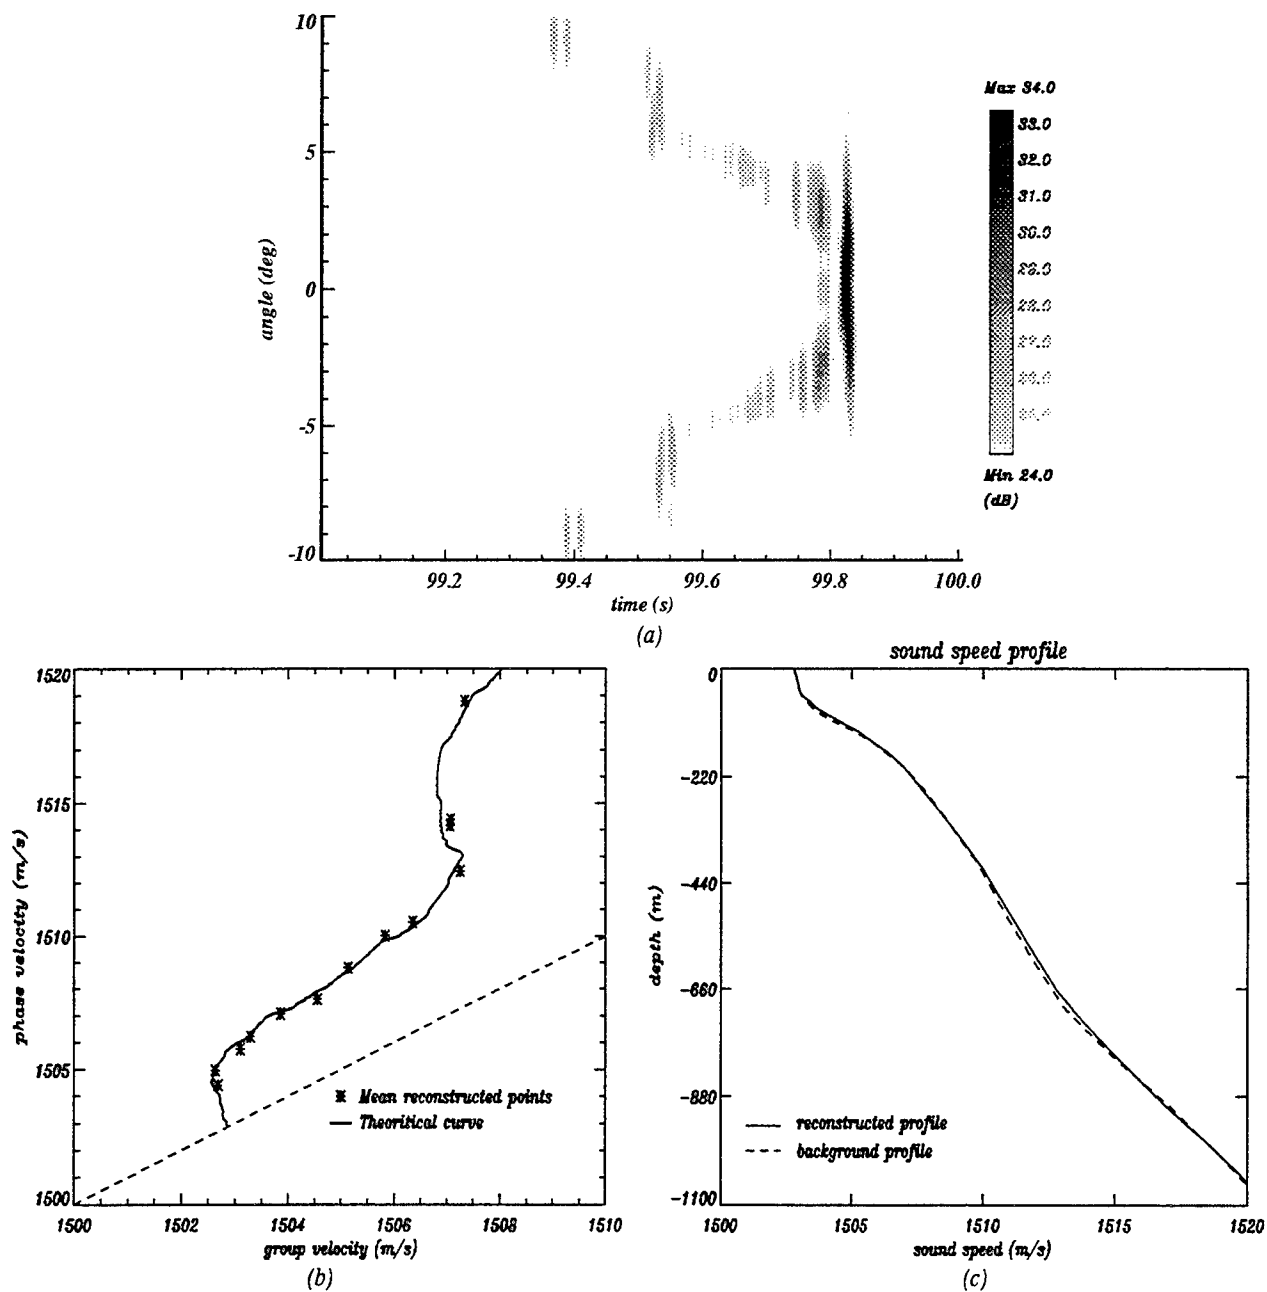 10
5
0
-5
-10
angle (deg)
99.2 99.4 99.6 99.8 100.0
time (s)
(a)
Max 34.0
33.0
32.0
31.0
30.0
Min 24.0
(dB)
1520
1515
1510
1505
1500
phase velocity (m/s)
Mean reconstructed points
Theoritical curve
1500 1502 1504 1506 1508 1510
group velocity (m/s)
(b)
sound speed profile
0
-220
-440
-660
-880
-1100
depth (m)
reconstructed profile
background profile
1500 1505 1510 1515 1520
sound speed (m/s)
(c)